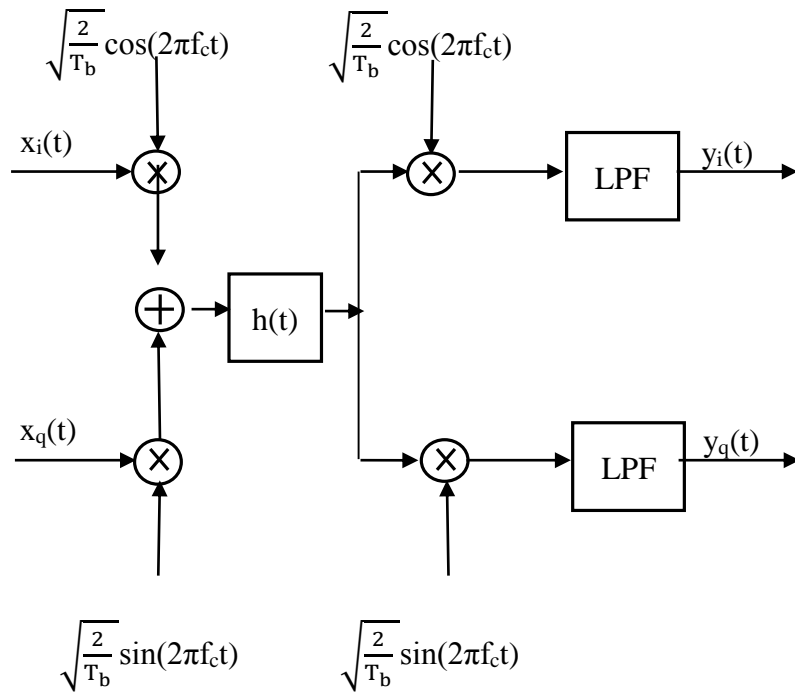 √(2/T_b) cos(2πf_ct)
√(2/T_b) cos(2πf_ct)
x_i(t)
LPF
y_i(t)
h(t)
x_q(t)
LPF
y_q(t)
√(2/T_b) sin(2πf_ct)
√(2/T_b) sin(2πf_ct)